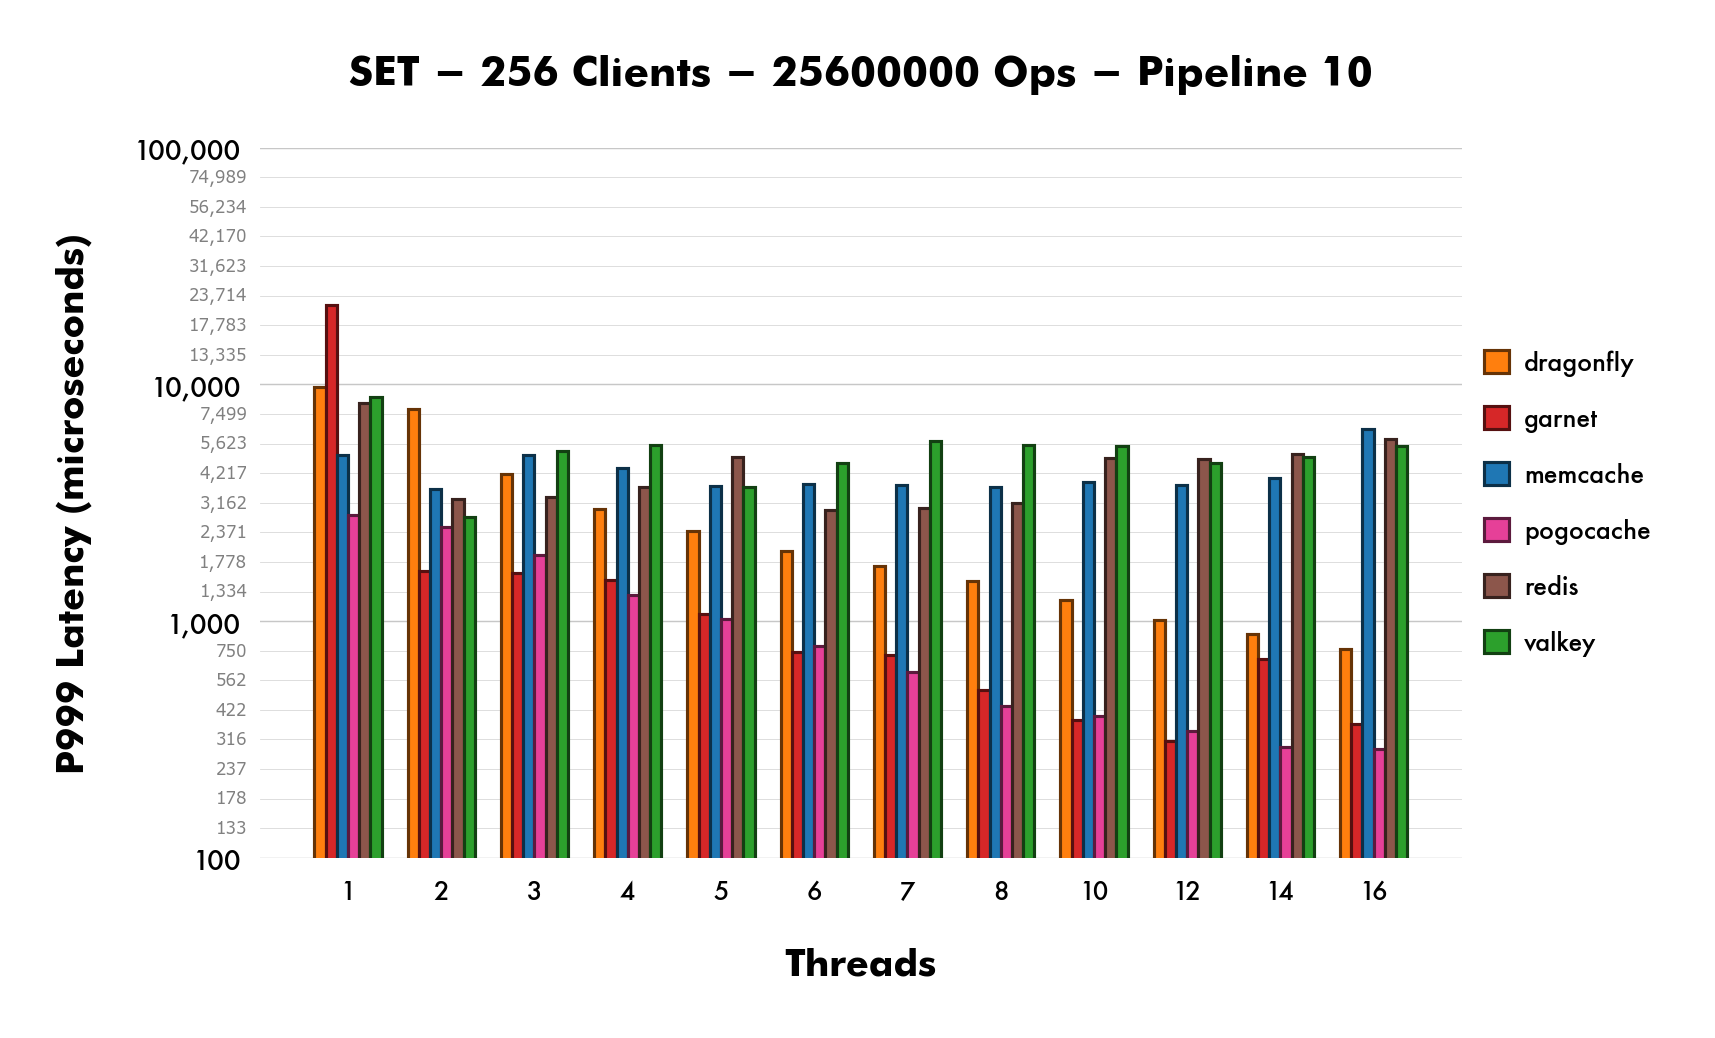 SET – 256 Clients – 25600000 Ops – Pipeline 10
P9999 Latency (microseconds)
100,000
74,989
56,234
42,170
31,623
23,714
17,783
13,335
10,000
7,499
5,623
4,217
3,162
2,371
1,778
1,334
1,000
750
562
422
316
237
178
133
100
1 2 3 4 5 6 7 8 10 12 14 16
Threads
dragonfly
garnet
memcache
pogocache
redis
valkey